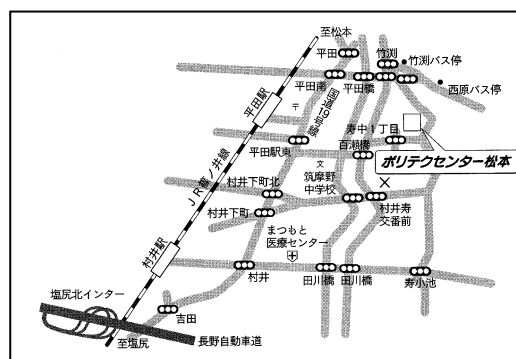 至松本
平田
竹渕
竹渕バス停
西原バス停
平田南
平田橋
国道19号線
平田駅
寿中1丁目
平田駅東
百瀬橋
ポリテクセンター松本
JR篠ノ井線
文
筑摩野
中学校
村井下町北
村井下町
村井寿
交番前
まつもと
医療センター
村井駅
村井
田川橋
田川橋
寿小池
塩尻北インター
吉田
至塩尻
長野自動車道